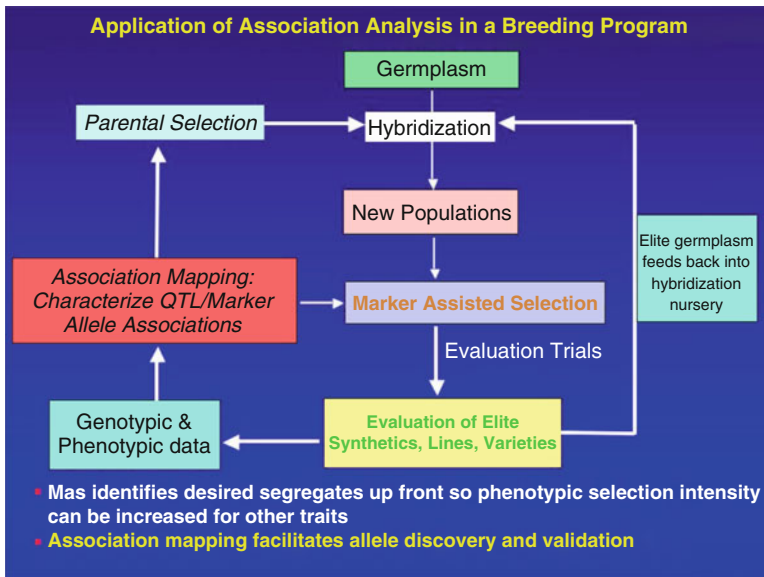 Application of Association Analysis in a Breeding Program
Germplasm
Parental Selection
Hybridization
New Populations
Elite germplasm
feeds back into
hybridization
nursery
Association Mapping:
Characterize QTL/Marker
Allele Associations
Marker Assisted Selection
Evaluation Trials
Genotypic &
Phenotypic data
Evaluation of Elite
Synthetics, Lines, Varieties
▪ Mas identifies desired segregates up front so phenotypic selection intensity
can be increased for other traits
▪ Association mapping facilitates allele discovery and validation